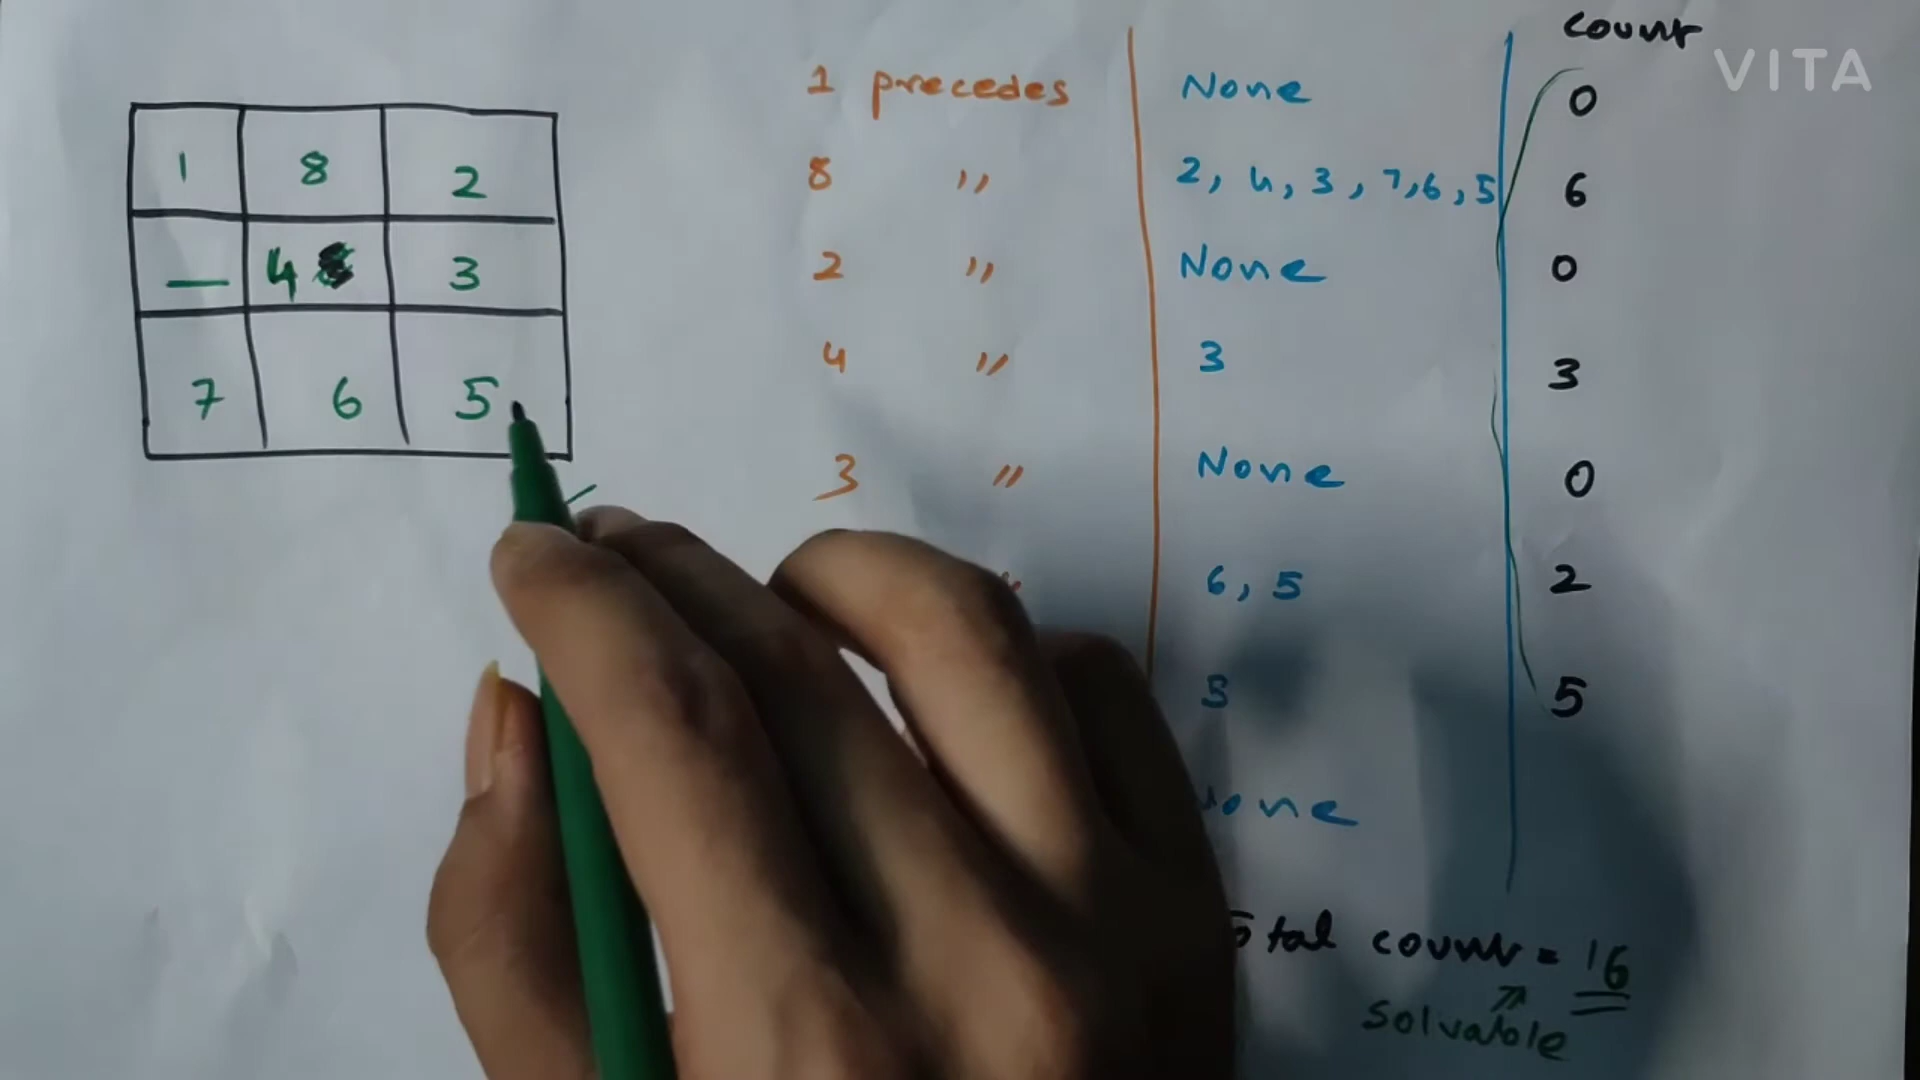 count
VITA
1 precedes None 0
1 8 2
8 " 2, 4, 3, 7, 6, 5 6
2 " None 0
_ 4 3
4 " 3 3
7 6 5
3 " None 0
" 6, 5 2
5 5
None
Total count = 16
solvable